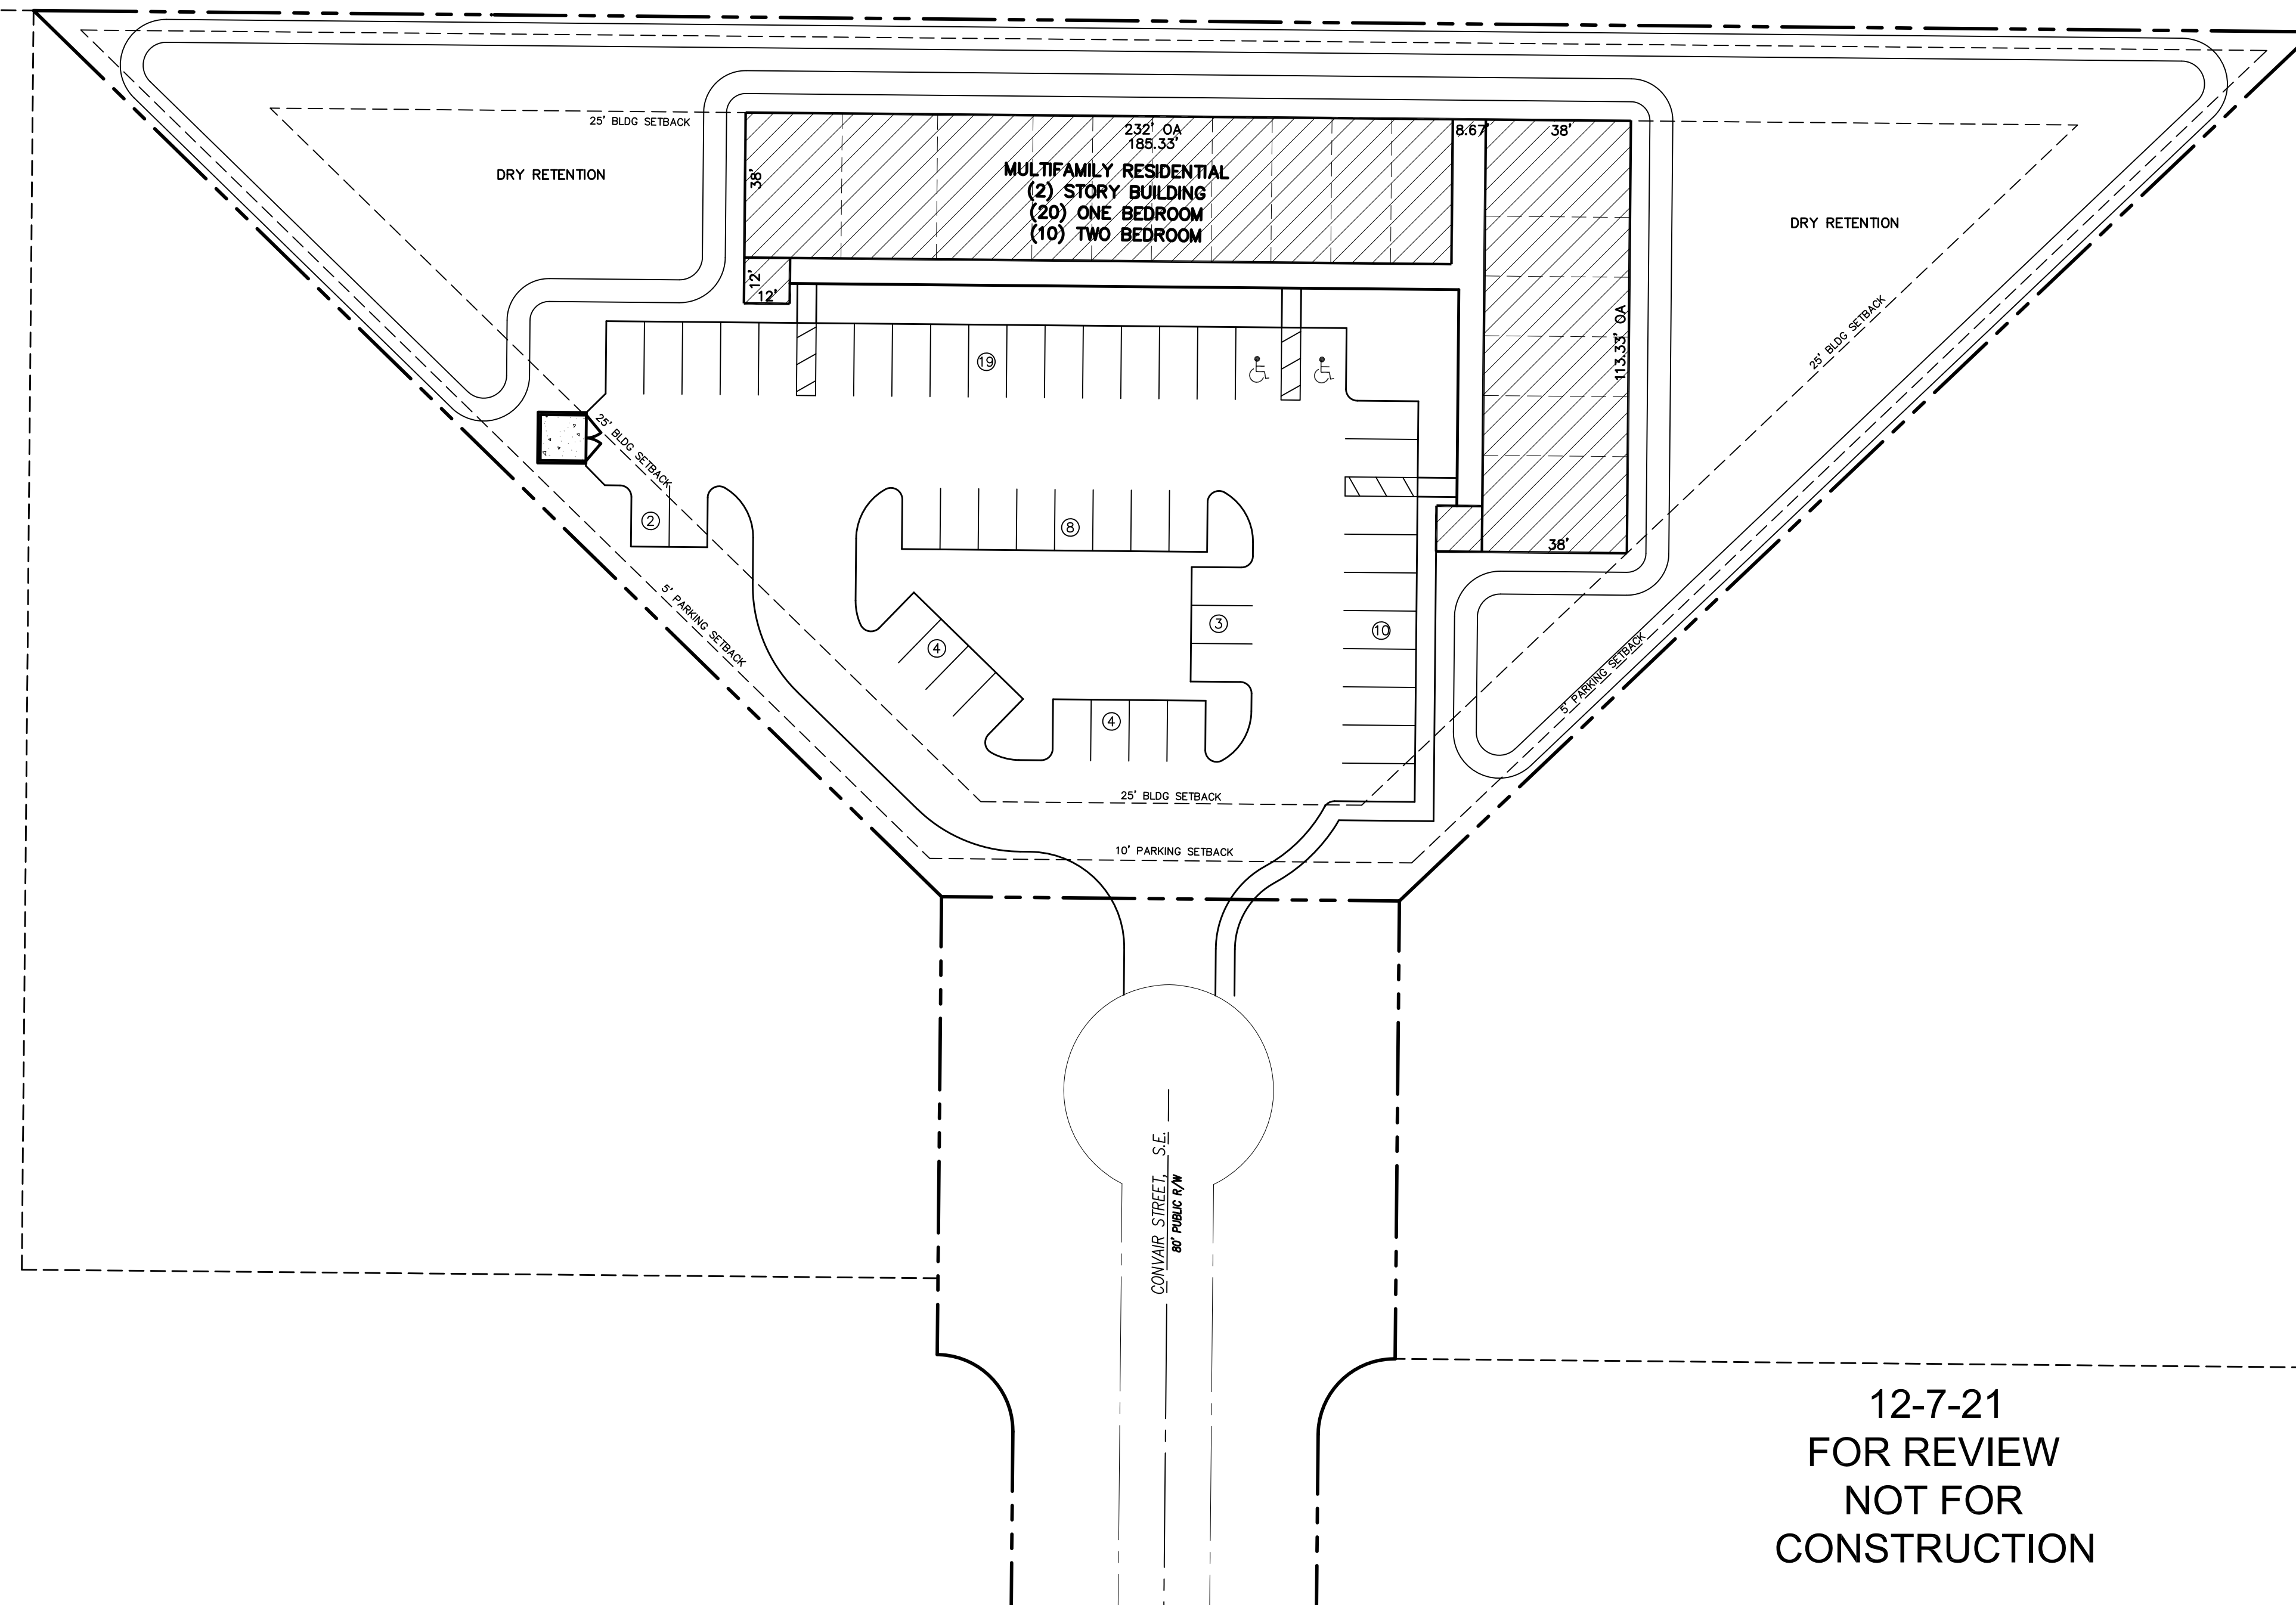 25' BLDG SETBACK
232' OA
185.33'
8.67'
38'
DRY RETENTION
38'
MULTIFAMILY RESIDENTIAL
(2) STORY BUILDING
(20) ONE BEDROOM
(10) TWO BEDROOM
DRY RETENTION
12'
12'
113.33' OA
25' BLDG SETBACK
19
25' BLDG SETBACK
2
8
38'
5' PARKING SETBACK
4
3
10
5' PARKING SETBACK
4
25' BLDG SETBACK
10' PARKING SETBACK
CONVAIR STREET, S.E.
80' PUBLIC R/W
12-7-21
FOR REVIEW
NOT FOR
CONSTRUCTION